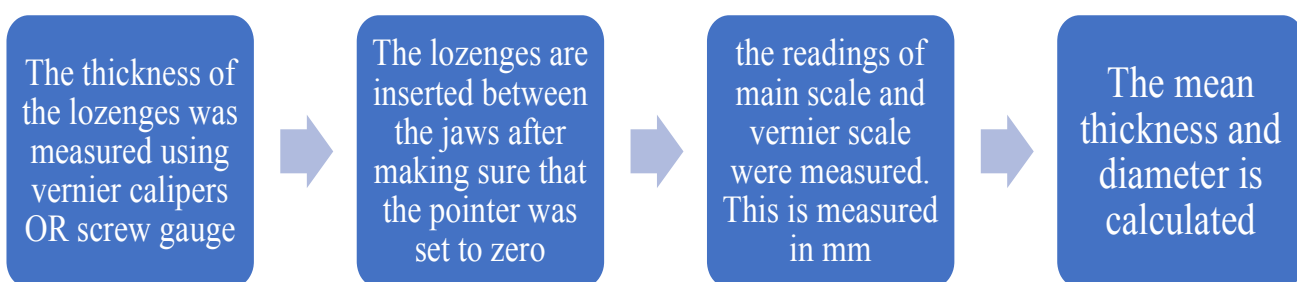 The thickness of
the lozenges was
measured using
vernier calipers
OR screw gauge
The lozenges are
inserted between
the jaws after
making sure that
the pointer was
set to zero
the readings of
main scale and
vernier scale
were measured.
This is measured
in mm
The mean
thickness and
diameter is
calculated